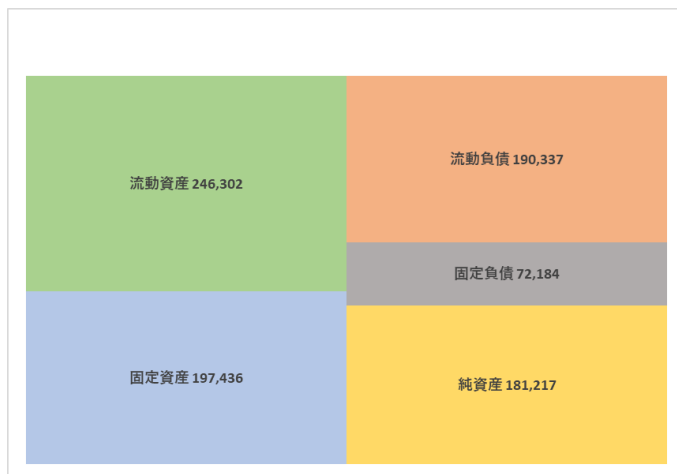 流動資産 246,302
固定資産 197,436
流動負債 190,337
固定負債 72,184
純資産 181,217